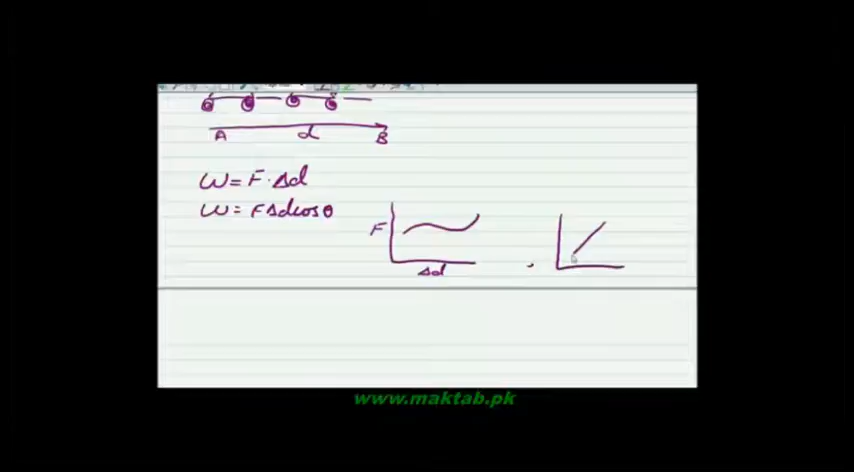 A d B
W = F · Δd
W = FΔdcosθ
F
Δd
www.maktab.pk